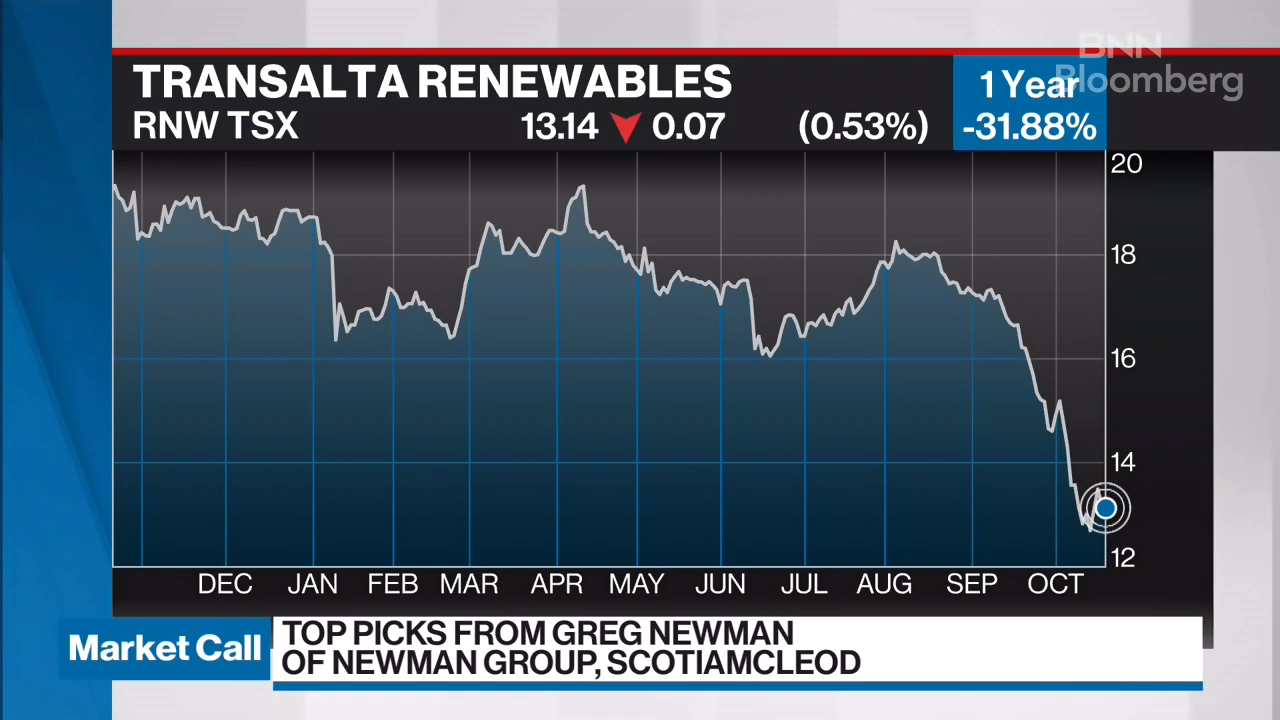 BNN
Bloomberg
TRANSALTA RENEWABLES
RNW TSX
13.14 0.07 (0.53%)
1 Year
-31.88%
20
18
16
14
12
DEC JAN FEB MAR APR MAY JUN JUL AUG SEP OCT
Market Call
TOP PICKS FROM GREG NEWMAN
OF NEWMAN GROUP, SCOTIAMCLEOD